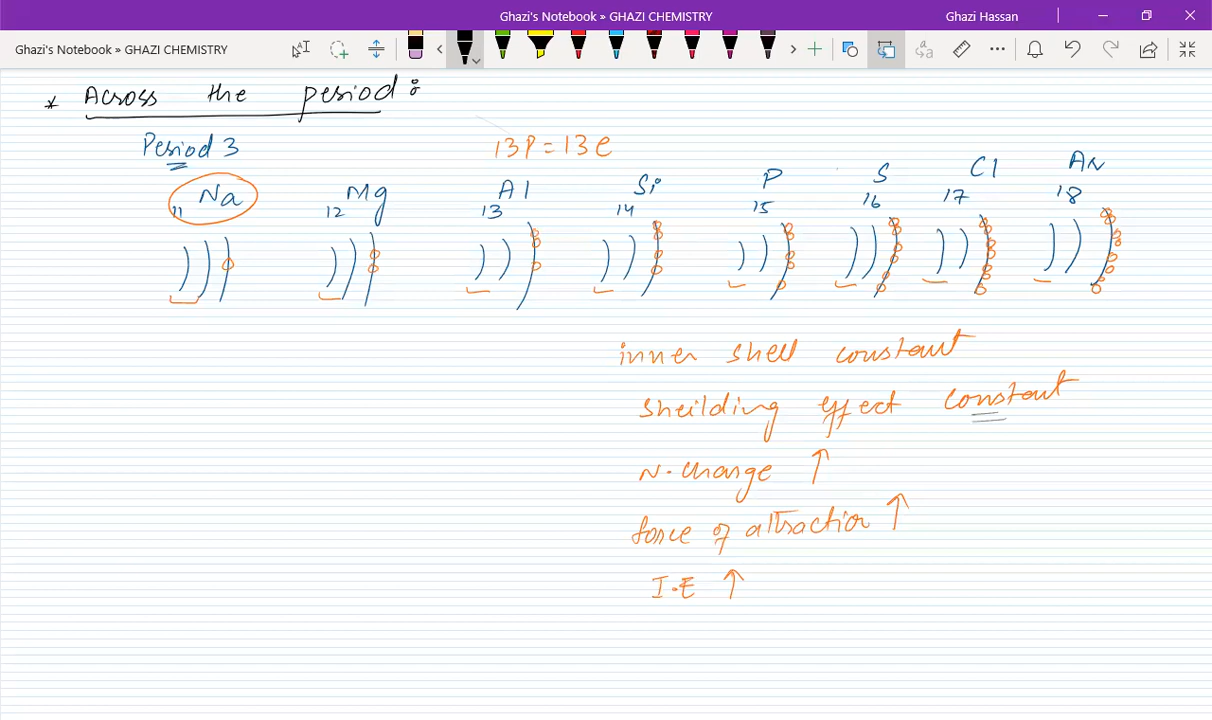 Ghazi's Notebook » GHAZI CHEMISTRY
Ghazi Hassan
Ghazi's Notebook » GHAZI CHEMISTRY
* Across the period :
Period 3
13P = 13e
Na Mg Al Si P S Cl Ar
11 12 13 14 15 16 17 18
inner shell constant
sheilding effect constant
N. Charge ↑
force of attraction ↑
I.E ↑